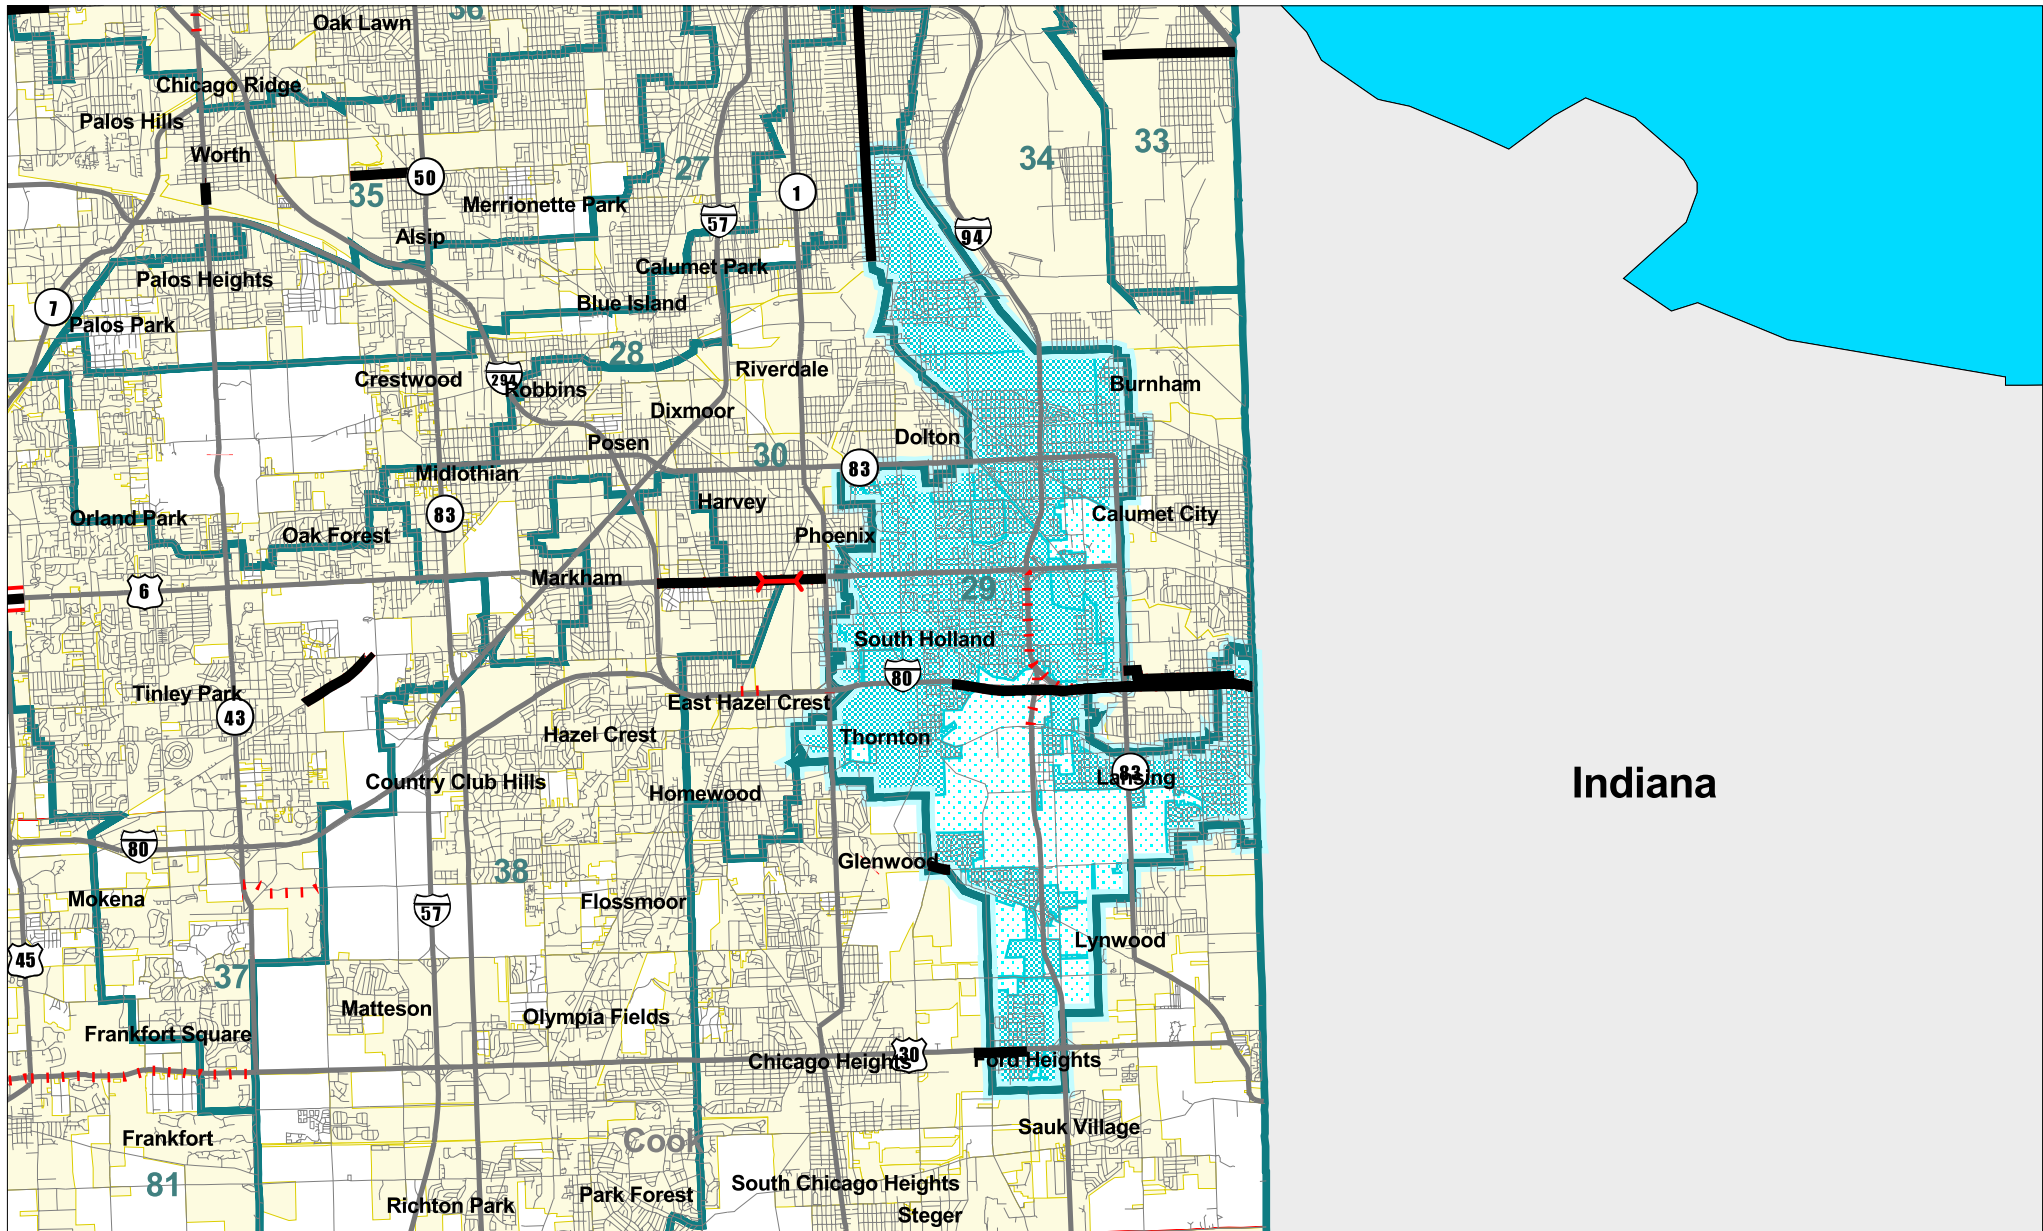 36
Oak Lawn
Chicago Ridge
Palos Hills
33
Worth
34
27
50
35
1
Merrionette Park
57
94
Alsip
Calumet Park
Palos Heights
Blue Island
7
Palos Park
28
Riverdale
Crestwood
294
Robbins
Burnham
Dixmoor
Dolton
Posen
30
83
Midlothian
Harvey
83
Calumet City
Orland Park
Oak Forest
Phoenix
Markham
6
29
South Holland
80
Tinley Park
East Hazel Crest
43
Hazel Crest
Thornton
83
Lansing
Indiana
Country Club Hills
Homewood
80
Glenwood
38
Mokena
Flossmoor
57
Lynwood
45
37
Matteson
Olympia Fields
Frankfort Square
Chicago Heights
30
Ford Heights
Sauk Village
Frankfort
Cook
81
South Chicago Heights
Park Forest
Richton Park
Steger